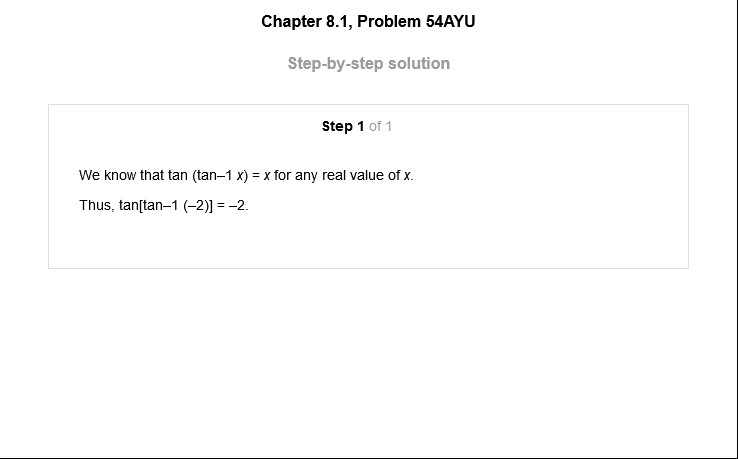 Chapter 8.1, Problem 54AYU
Step-by-step solution
Step 1 of 1
We know that tan (tan–1 x) = x for any real value of x.
Thus, tan[tan–1 (–2)] = –2.